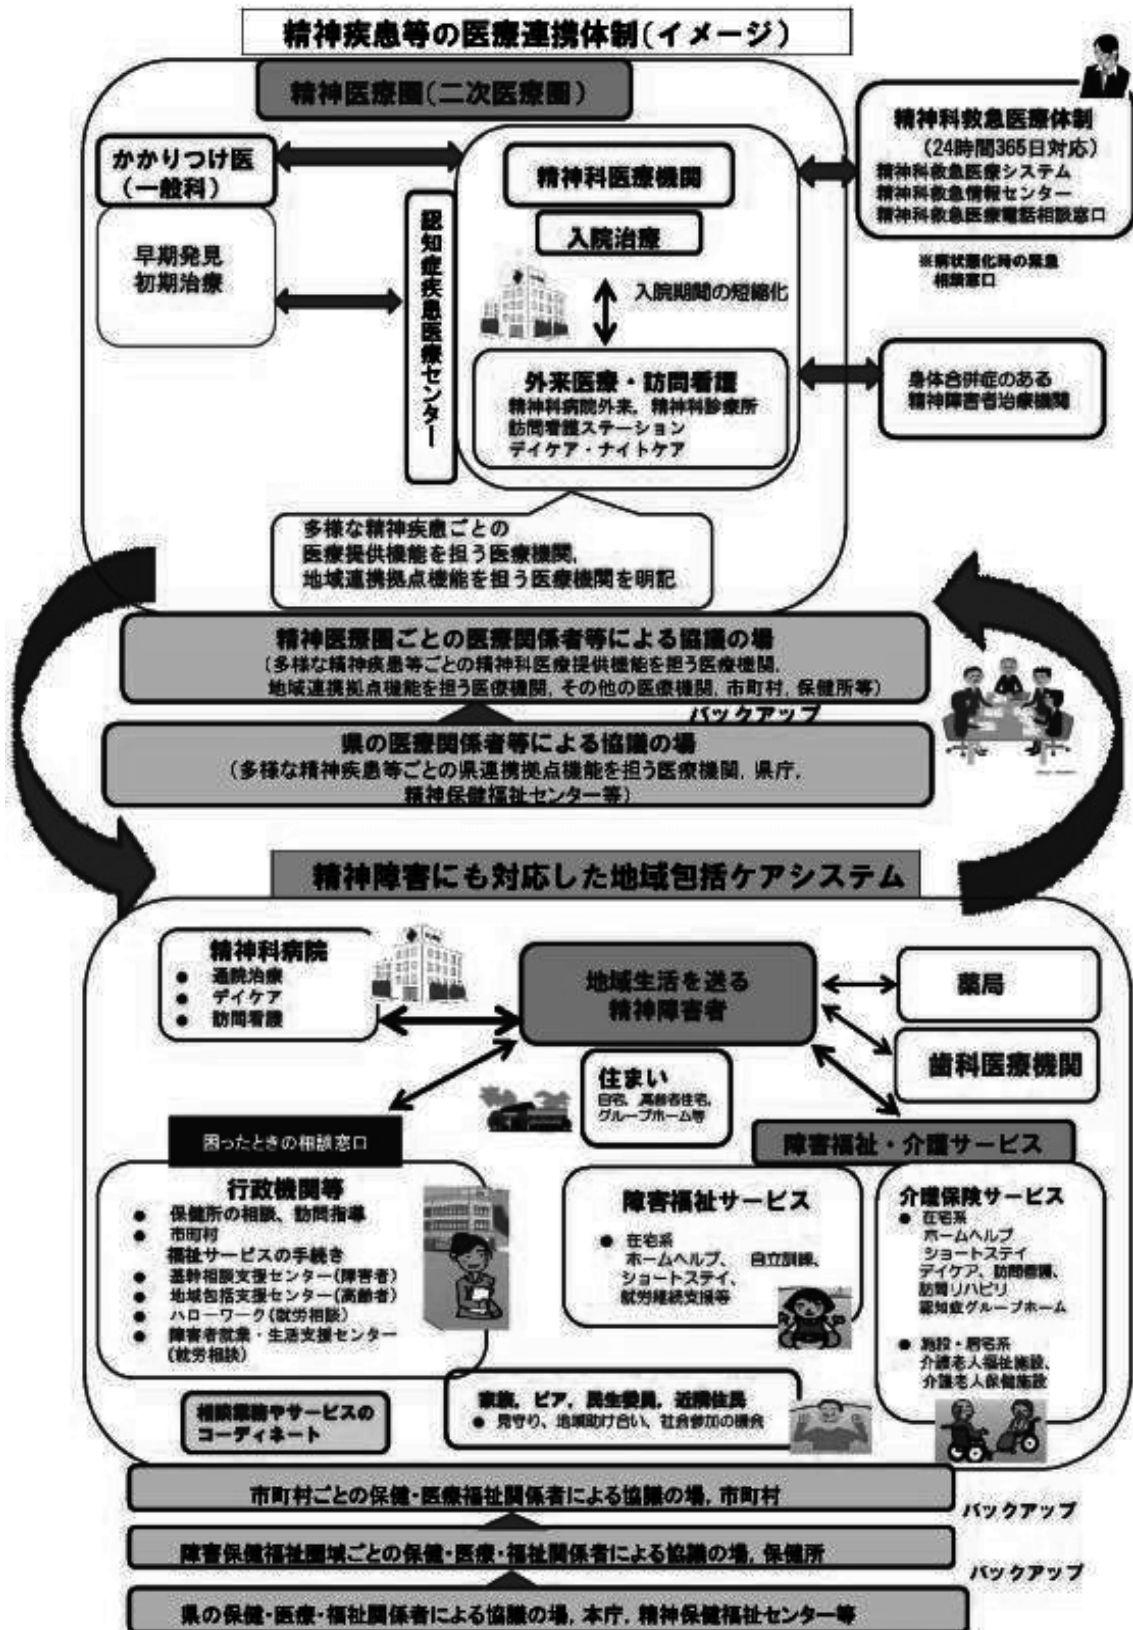 精神疾患等の医療連携体制(イメージ)
精神医療圏(二次医療圏)
かかりつけ医
(一般科)
早期発見
初期治療
認知症疾患医療センター
精神科医療機関
入院治療
入院期間の短縮化
外来医療・訪問看護
精神科病院外来, 精神科診療所
訪問看護ステーション
デイケア・ナイトケア
精神科救急医療体制
(24時間365日対応)
精神科救急医療システム
精神科救急情報センター
精神科救急医療電話相談窓口
※病状悪化時の緊急
相談窓口
身体合併症のある
精神障害者治療機関
多様な精神疾患ごとの
医療提供機能を担う医療機関,
地域連携拠点機能を担う医療機関を明記
精神医療圏ごとの医療関係者等による協議の場
(多様な精神疾患等ごとの精神科医療提供機能を担う医療機関,
地域連携拠点機能を担う医療機関, その他の医療機関, 市町村, 保健所等)
バックアップ
県の医療関係者等による協議の場
(多様な精神疾患等ごとの県連携拠点機能を担う医療機関, 県庁,
精神保健福祉センター等)
精神障害にも対応した地域包括ケアシステム
精神科病院
● 通院治療
● デイケア
● 訪問看護
地域生活を送る
精神障害者
薬局
歯科医療機関
住まい
自宅、高齢者住宅,
グループホーム等
困ったときの相談窓口
行政機関等
● 保健所の相談、訪問指導
● 市町村
福祉サービスの手続き
● 基幹相談支援センター(障害者)
● 地域包括支援センター(高齢者)
● ハローワーク(就労相談)
● 障害者就業・生活支援センター
(就労相談)
障害福祉・介護サービス
障害福祉サービス
● 在宅系
ホームヘルプ、 自立訓練、
ショートステイ、
就労継続支援等
介護保険サービス
● 在宅系
ホームヘルプ
ショートステイ
デイケア、訪問看護、
訪問リハビリ
認知症グループホーム
● 施設・居宅系
介護老人福祉施設、
介護老人保健施設
家族, ピア, 民生委員, 近隣住民
● 見守り、地域助け合い、社会参加の機会
相談業務やサービスの
コーディネート
市町村ごとの保健・医療福祉関係者による協議の場, 市町村
バックアップ
障害保健福祉圏域ごとの保健・医療・福祉関係者による協議の場, 保健所
バックアップ
県の保健・医療・福祉関係者による協議の場, 本庁, 精神保健福祉センター等